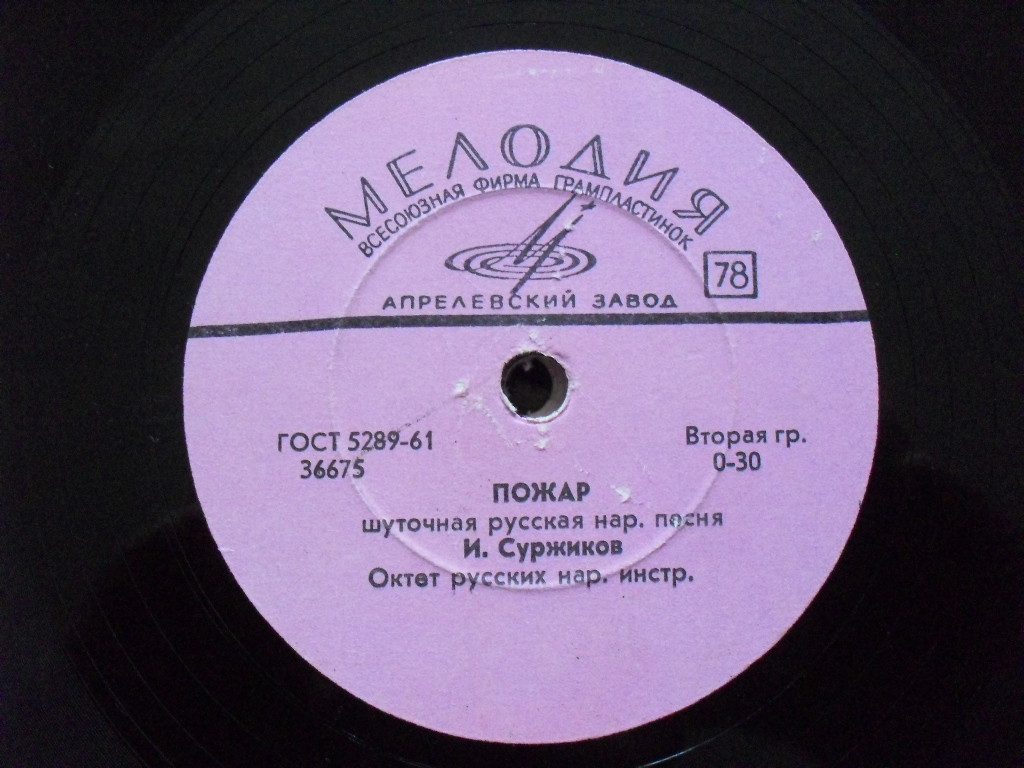 МЕЛОДИЯ
ВСЕСОЮЗНАЯ ФИРМА ГРАМПЛАСТИНОК
78
АПРЕЛЕВСКИЙ ЗАВОД
ГОСТ 5289-61
36675
Вторая гр.
0-30
ПОЖАР
шуточная русская нар. песня
И. Суржиков
Октет русских нар. инстр.